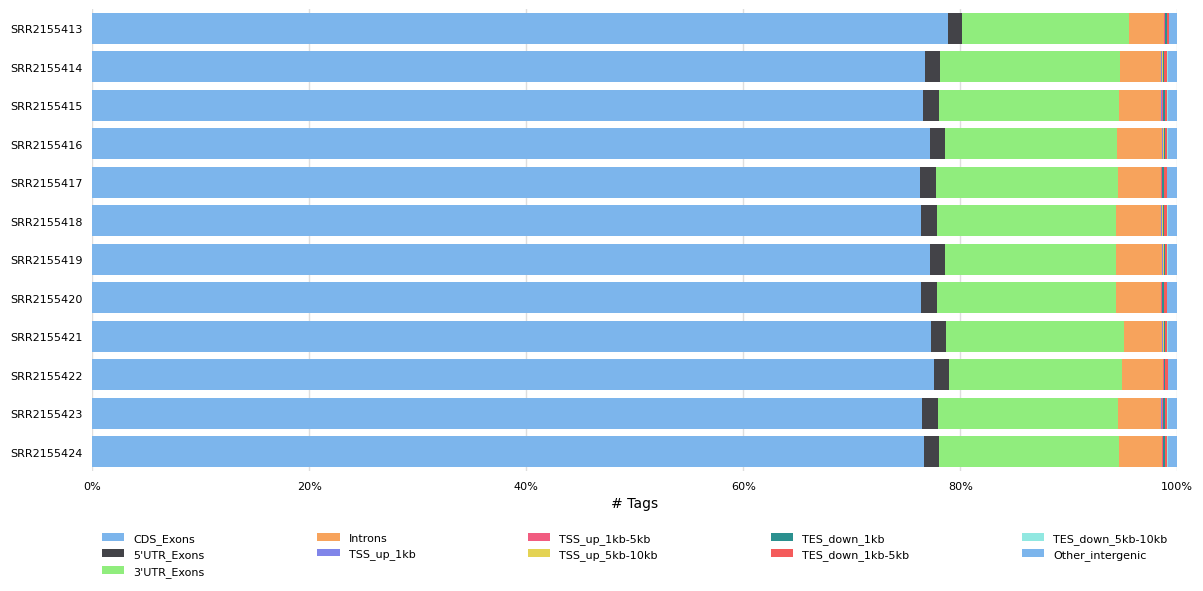 SRR2155413
SRR2155414
SRR2155415
SRR2155416
SRR2155417
SRR2155418
SRR2155419
SRR2155420
SRR2155421
SRR2155422
SRR2155423
SRR2155424
0% 20% 40% 60% 80% 100%
# Tags
CDS_Exons Introns TSS_up_1kb-5kb TES_down_1kb TES_down_5kb-10kb
5'UTR_Exons TSS_up_1kb TSS_up_5kb-10kb TES_down_1kb-5kb Other_intergenic
3'UTR_Exons